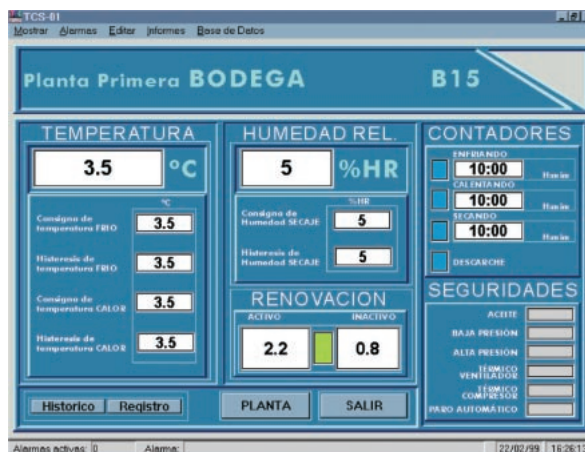 TCS-01
Mostrar Alarmas Editar Informes Base de Datos
Planta Primera BODEGA B15
TEMPERATURA
3.5 ºC
ºC
Consigna de temperatura FRIO 3.5
Histeresis de temperatura FRIO 3.5
Consigna de temperatura CALOR 3.5
Histeresis de temperatura CALOR 3.5
HUMEDAD REL.
5 %HR
%HR
Consigna de Humedad SECAJE 5
Histeresis de Humedad SECAJE 5
RENOVACION
ACTIVO INACTIVO
2.2 0.8
CONTADORES
ENFRIANDO
10:00
CALENTANDO
10:00
SECANDO
10:00
DESCARCHE
SEGURIDADES
ACEITE
BAJA PRESIÓN
ALTA PRESIÓN
TÉRMICO VENTILADOR
TÉRMICO COMPRESOR
PARO AUTOMÁTICO
Historico Registro PLANTA SALIR
Alarmas activas: 0 Alarma: 22/02/99 16:26:13